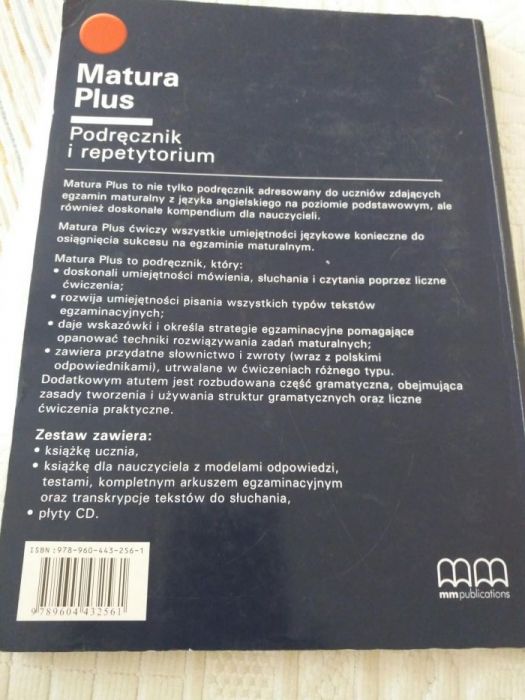 Matura
Plus
Podręcznik
i repetytorium
Matura Plus to nie tylko podręcznik adresowany do uczniów zdających
egzamin maturalny z języka angielskiego na poziomie podstawowym, ale
również doskonałe kompendium dla nauczycieli.
Matura Plus ćwiczy wszystkie umiejętności językowe konieczne do
osiągnięcia sukcesu na egzaminie maturalnym.
Matura Plus to podręcznik, który:
• doskonali umiejętności mówienia, słuchania i czytania poprzez liczne
ćwiczenia;
• rozwija umiejętności pisania wszystkich typów tekstów
egzaminacyjnych;
• daje wskazówki i określa strategie egzaminacyjne pomagające
opanować techniki rozwiązywania zadań maturalnych;
• zawiera przydatne słownictwo i zwroty (wraz z polskimi
odpowiednikami), utrwalane w ćwiczeniach różnego typu.
Dodatkowym atutem jest rozbudowana część gramatyczna, obejmująca
zasady tworzenia i używania struktur gramatycznych oraz liczne
ćwiczenia praktyczne.
Zestaw zawiera:
• książkę ucznia,
• książkę dla nauczyciela z modelami odpowiedzi,
testami, kompletnym arkuszem egzaminacyjnym
oraz transkrypcje tekstów do słuchania,
• płyty CD.
ISBN:978-960-443-256-1
9 789604 432561
mm
mmpublications